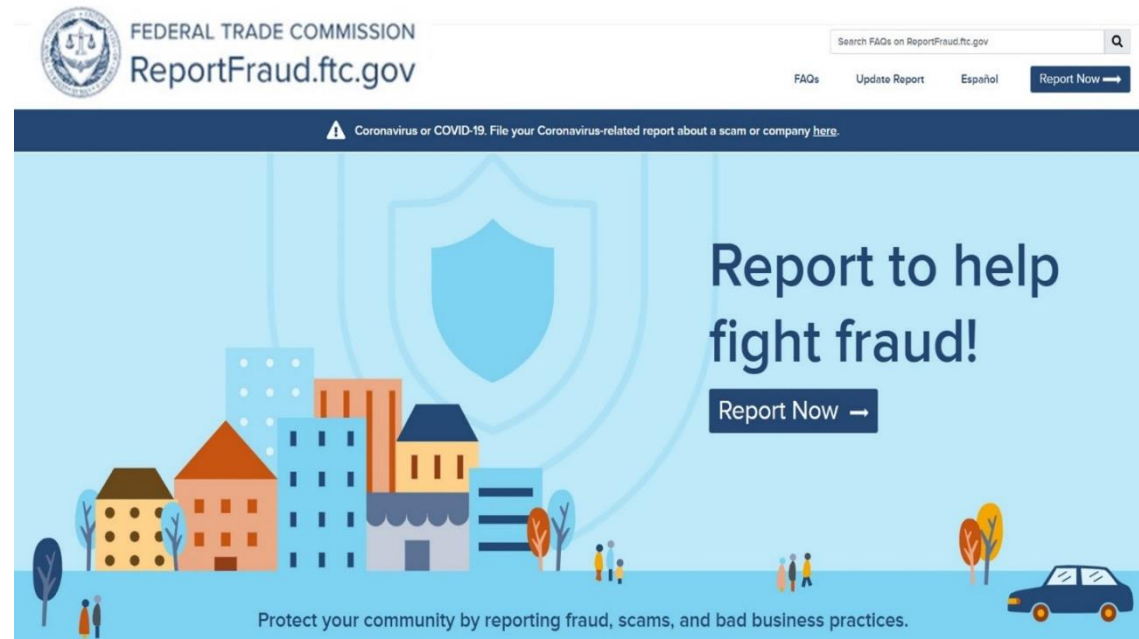 FEDERAL TRADE COMMISSION
ReportFraud.ftc.gov
Search FAQs on ReportFraud.ftc.gov
FAQs
Update Report
Español
Report Now
Coronavirus or COVID-19. File your Coronavirus-related report about a scam or company here.
Report to help
fight fraud!
Report Now
Protect your community by reporting fraud, scams, and bad business practices.